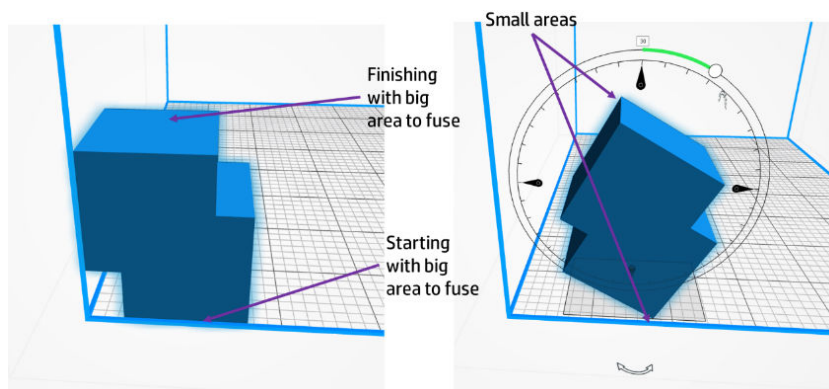 Finishing
with big
area to fuse
Starting
with big
area to fuse
Small areas
30